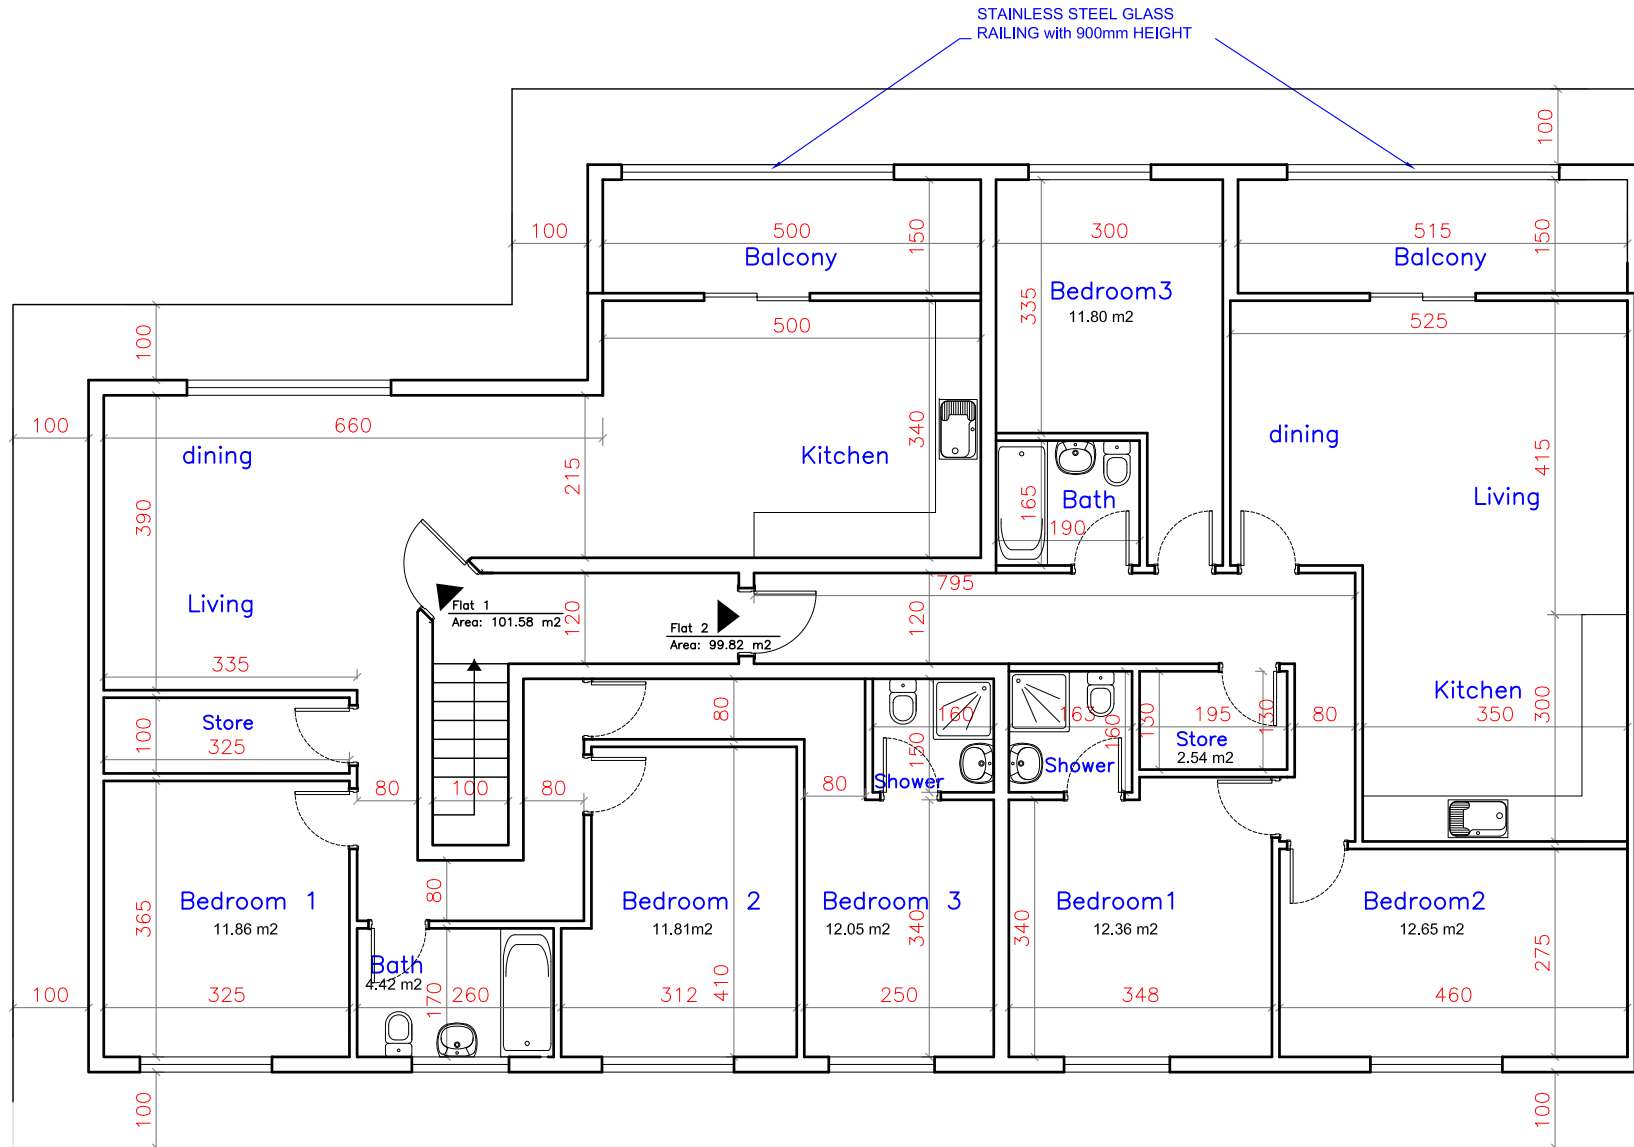 STAINLESS STEEL GLASS
RAILING with 900mm HEIGHT
100
100 500 150 300 515 150
Balcony Balcony
Bedroom3
11.80 m2
335
100 500 525
100 660 340 415
dining Kitchen dining
215 Living
390 165 Bath
190
795
Living
Flat 1
Area: 101.58 m2
120 120
Flat 2
Area: 99.82 m2
335
Kitchen
Store
325
100 80 160 163 160 130 195 130 80 350 300
Store
2.54 m2
150
Shower Shower
80 100 80 80
80
Bedroom 1
11.86 m2
365
Bedroom 2
11.81m2
Bedroom 3
12.05 m2
340
Bedroom1
12.36 m2
340
Bedroom2
12.65 m2
275
Bath
4.42 m2
170
410
100 325 260 312 250 348 460
100 100